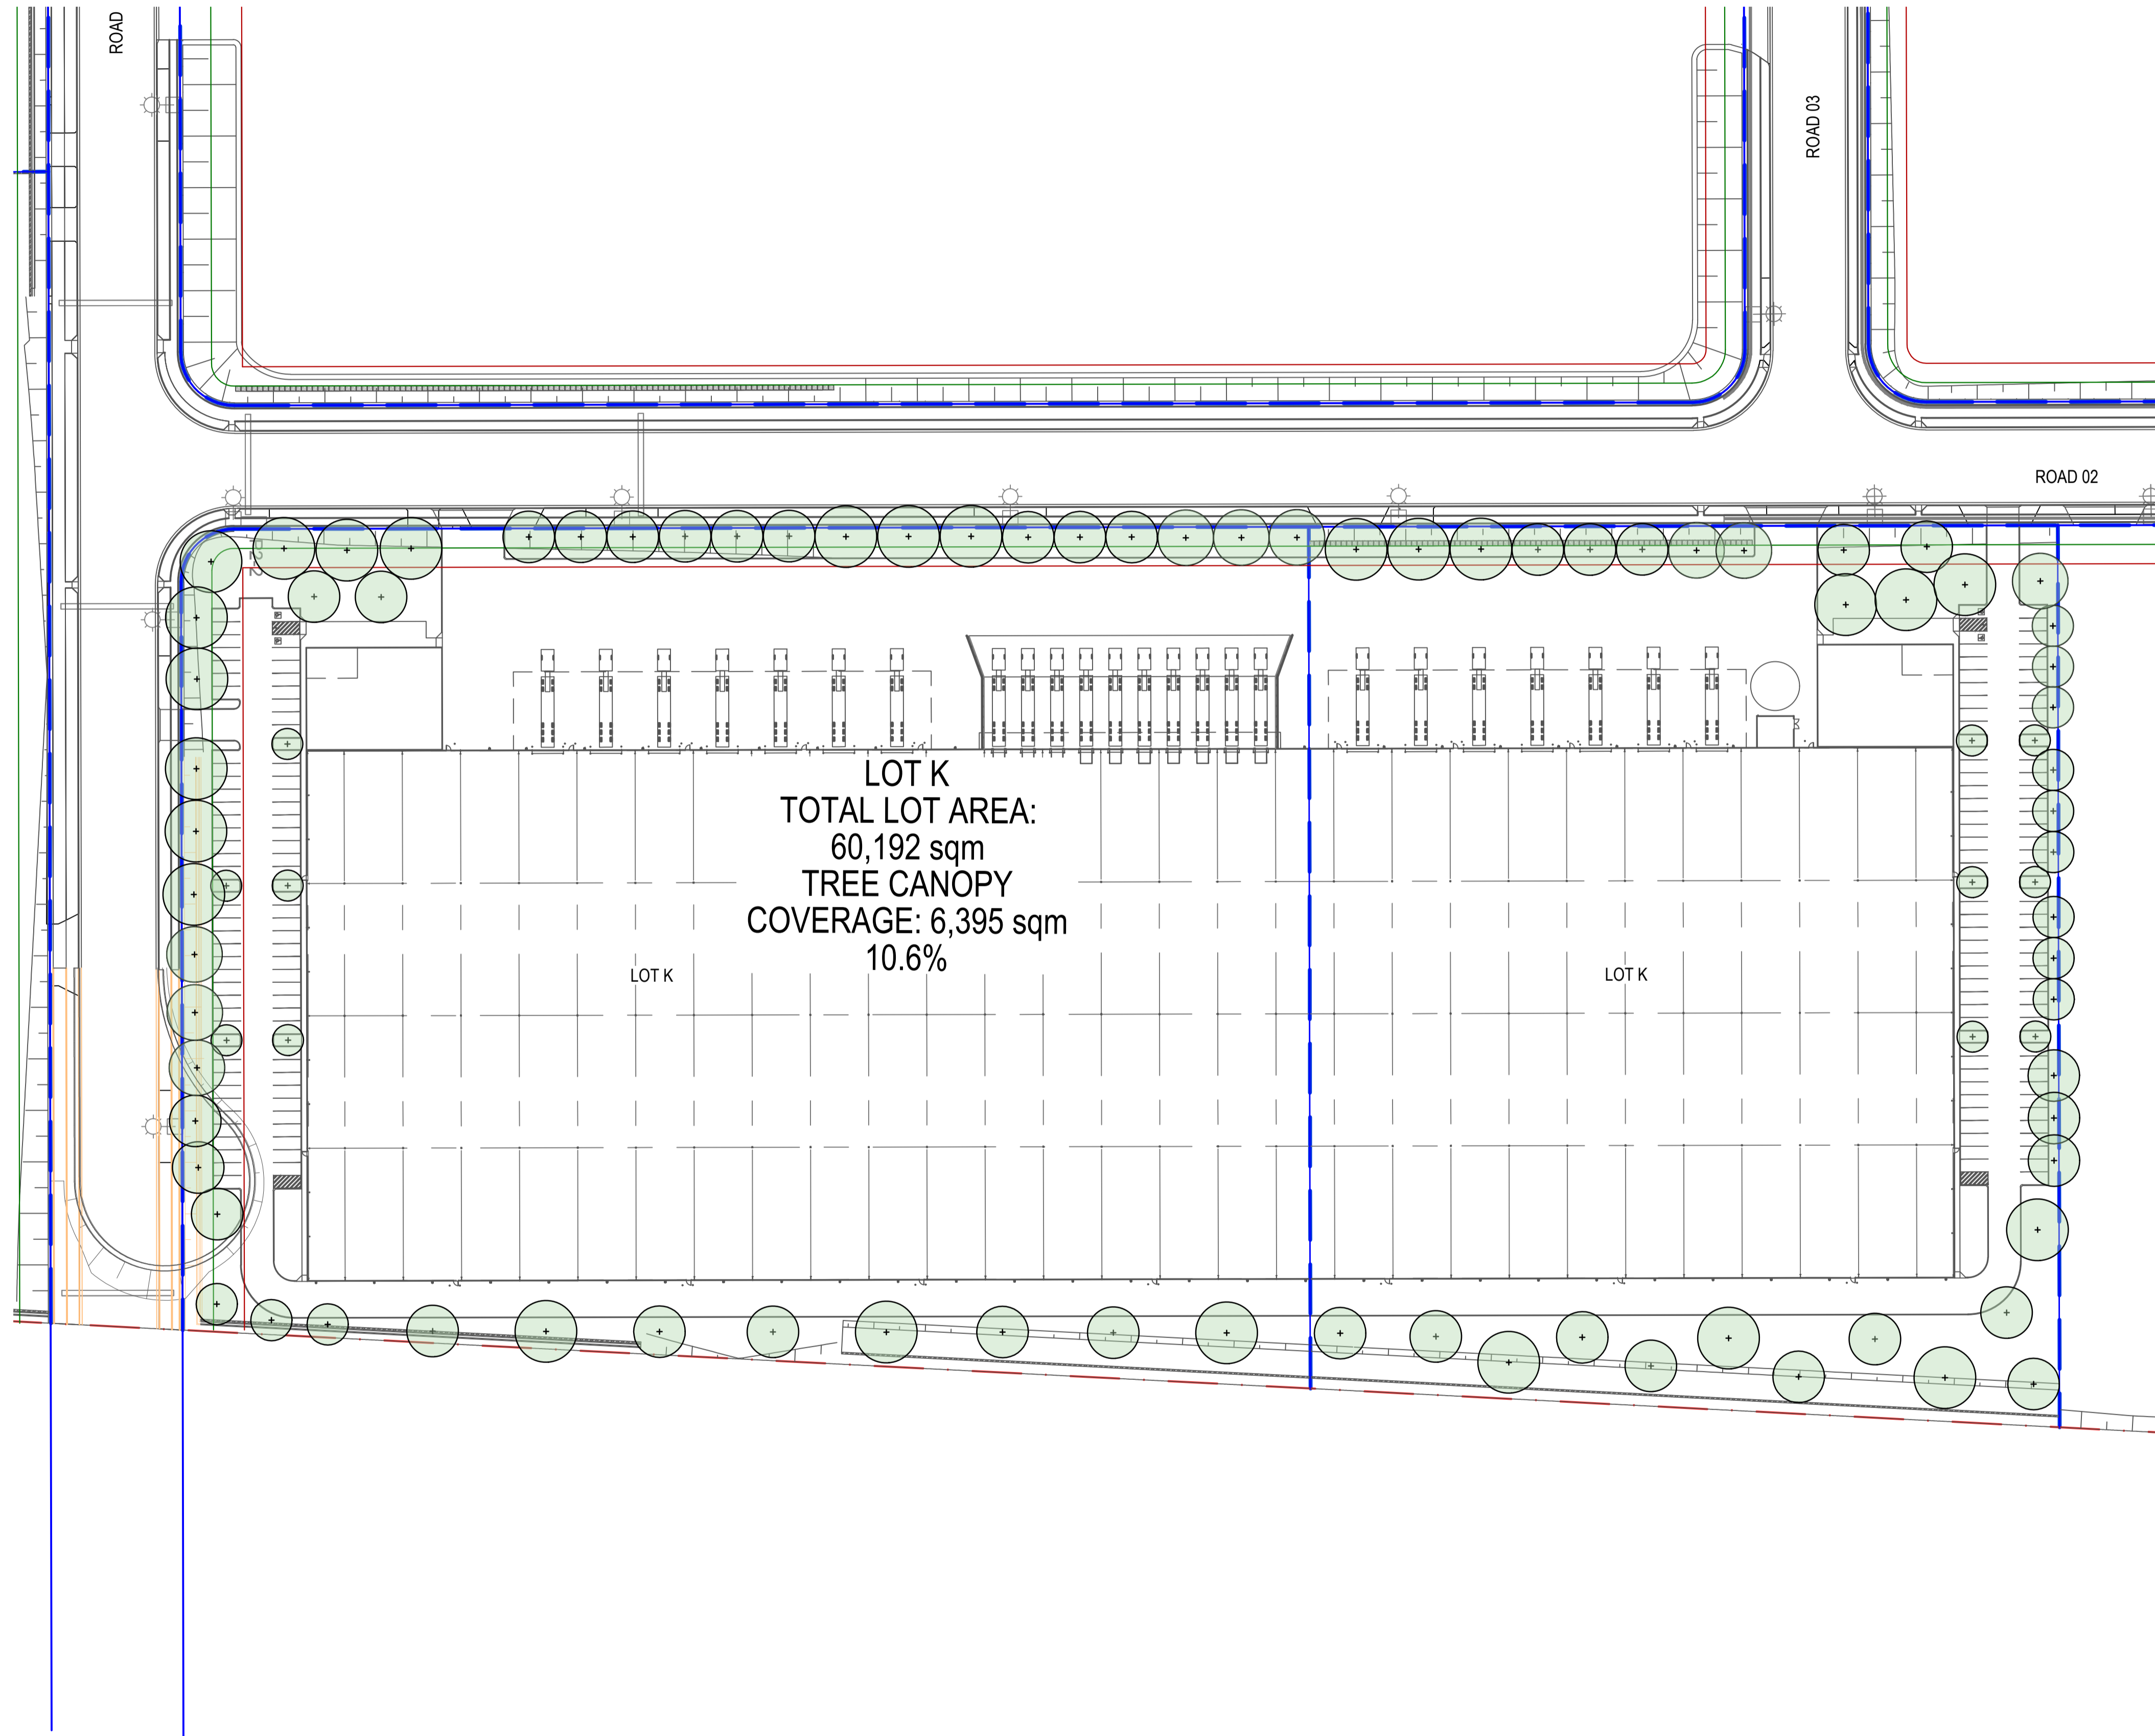 ROAD
ROAD 03
ROAD 02
LOT K
TOTAL LOT AREA:
60,192 sqm
TREE CANOPY
COVERAGE: 6,395 sqm
10.6%
LOT K
LOT K